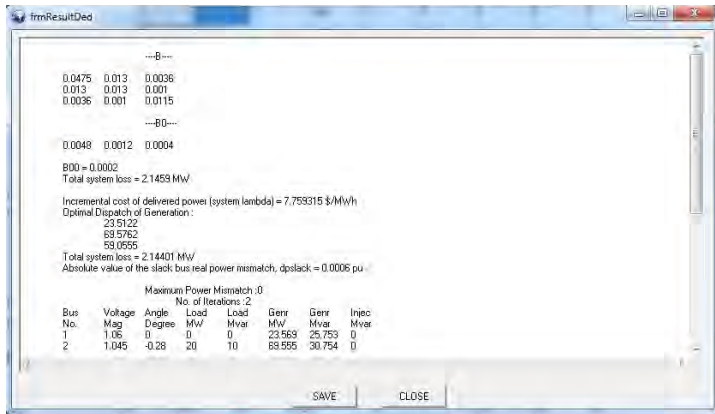 frmResultDed
----B----
0.0475 0.013 0.0036
0.013 0.013 0.001
0.0036 0.001 0.0115
----B0----
0.0048 0.0012 0.0004
B00 = 0.0002
Total system loss = 2.1459 MW
Incremental cost of delivered power (system lambda) = 7.759315 $/MWh
Optimal Dispatch of Generation :
23.5122
69.5762
59.0555
Total system loss = 2.14401 MW
Absolute value of the slack bus real power mismatch, dpslack = 0.0006 pu
Maximum Power Mismatch :0
No. of Iterations :2
Bus Voltage Angle Load Load Genr Genr Injec
No. Mag Degree MW Mvar MW Mvar Mvar
1 1.06 0 0 0 23.569 25.753 0
2 1.045 -0.28 20 10 69.555 30.754 0
SAVE CLOSE